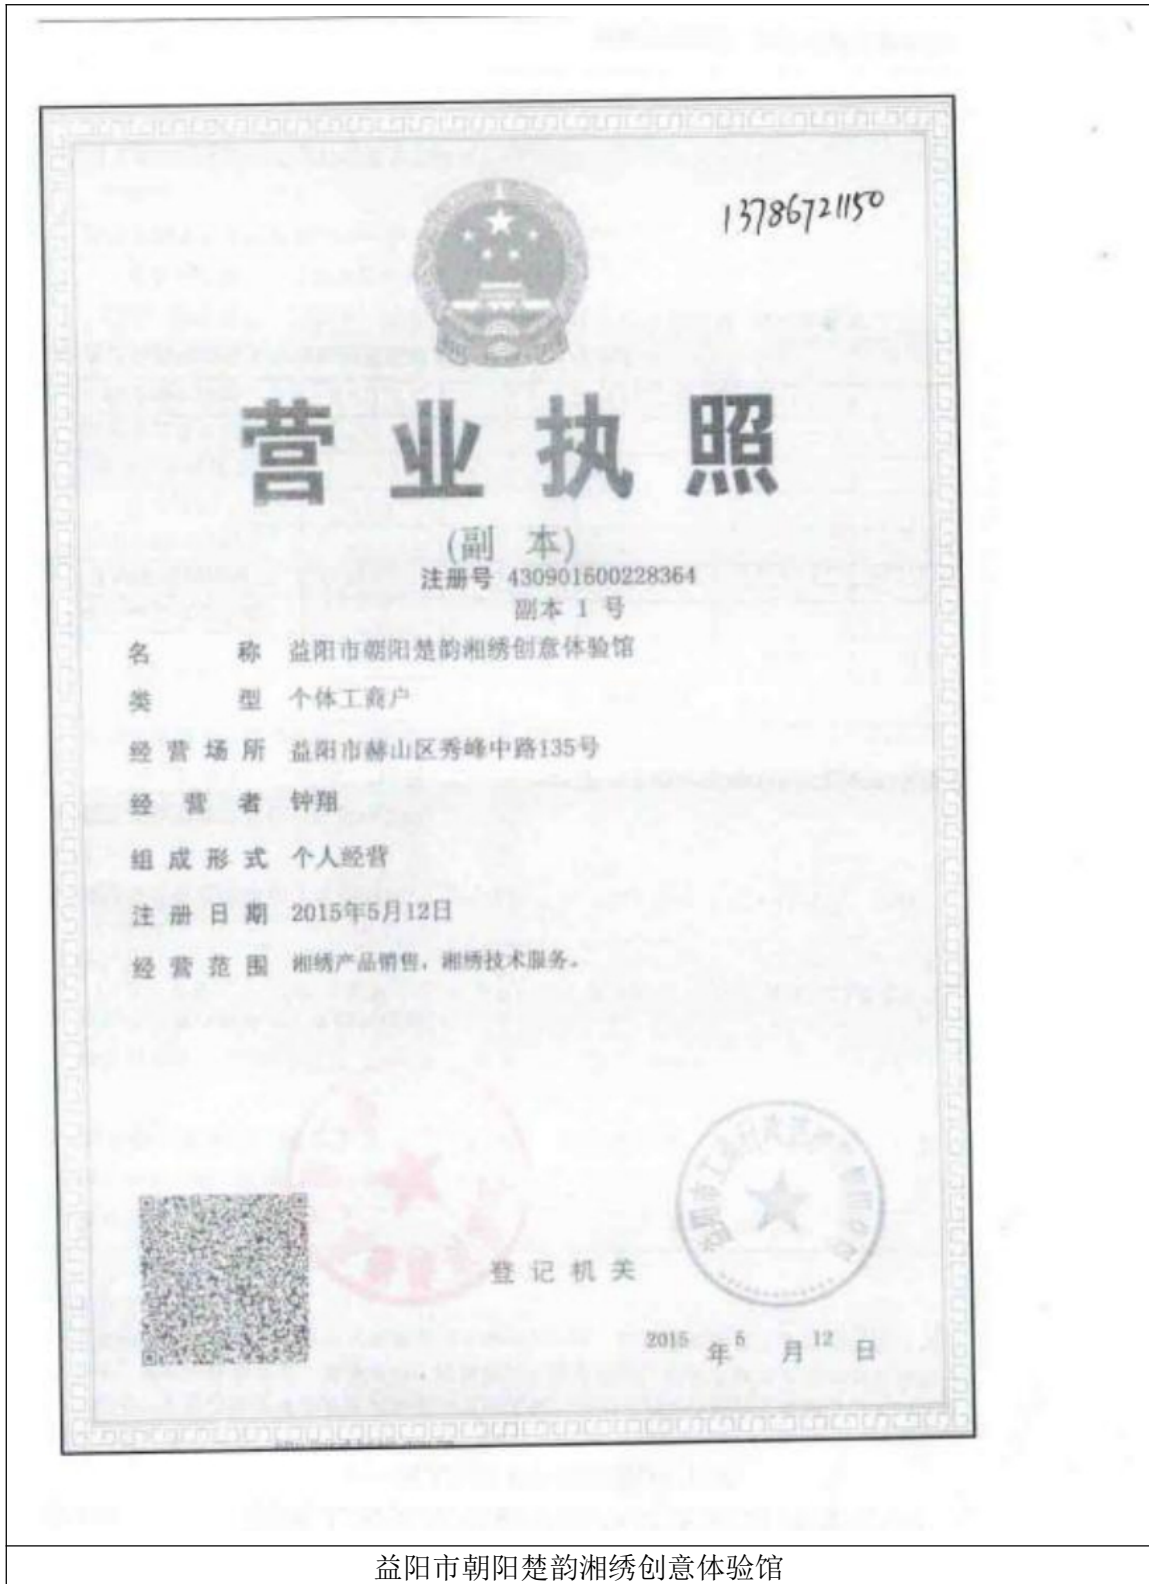 13786721150
营业执照
(副 本)
注册号 430901600228364
副本 1 号
名 称 益阳市朝阳楚韵湘绣创意体验馆
类 型 个体工商户
经营场所 益阳市赫山区秀峰中路135号
经营者 钟翔
组成形式 个人经营
注册日期 2015年5月12日
经营范围 湘绣产品销售,湘绣技术服务。
登记机关
2015 年 5 月 12 日
益阳市朝阳楚韵湘绣创意体验馆